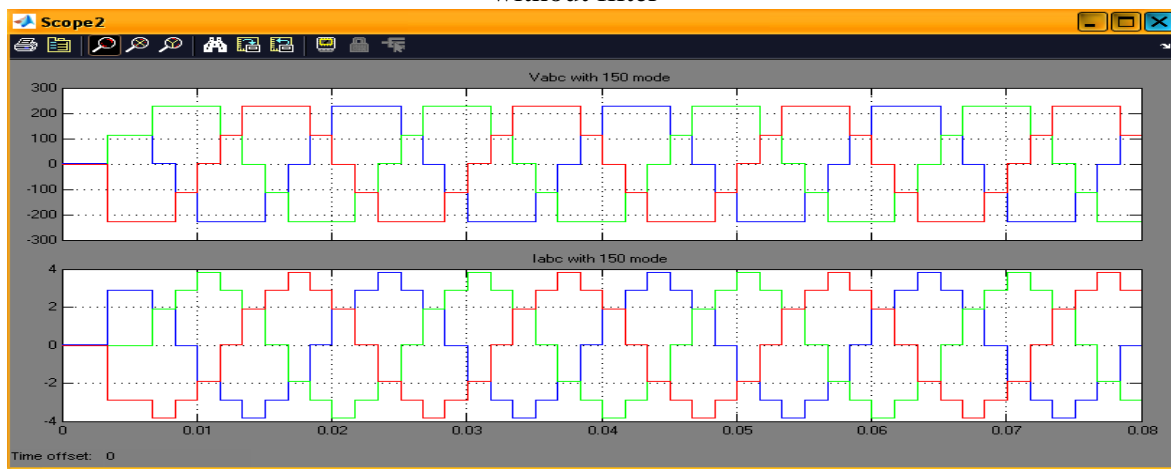 without filter
Scope2
Vabc with 150 mode
300
200
100
0
-100
-200
-300
Iabc with 150 mode
4
2
0
-2
-4
0 0.01 0.02 0.03 0.04 0.05 0.06 0.07 0.08
Time offset: 0